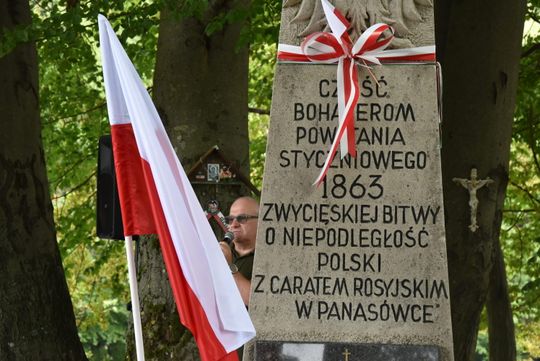 CZEŚĆ
BOHATEROM
POWSTANIA
STYCZNIOWEGO
1863
ZWYCIĘSKIEJ BITWY
O NIEPODLEGŁOŚĆ
POLSKI
Z CARATEM ROSYJSKIM
W PANASÓWCE